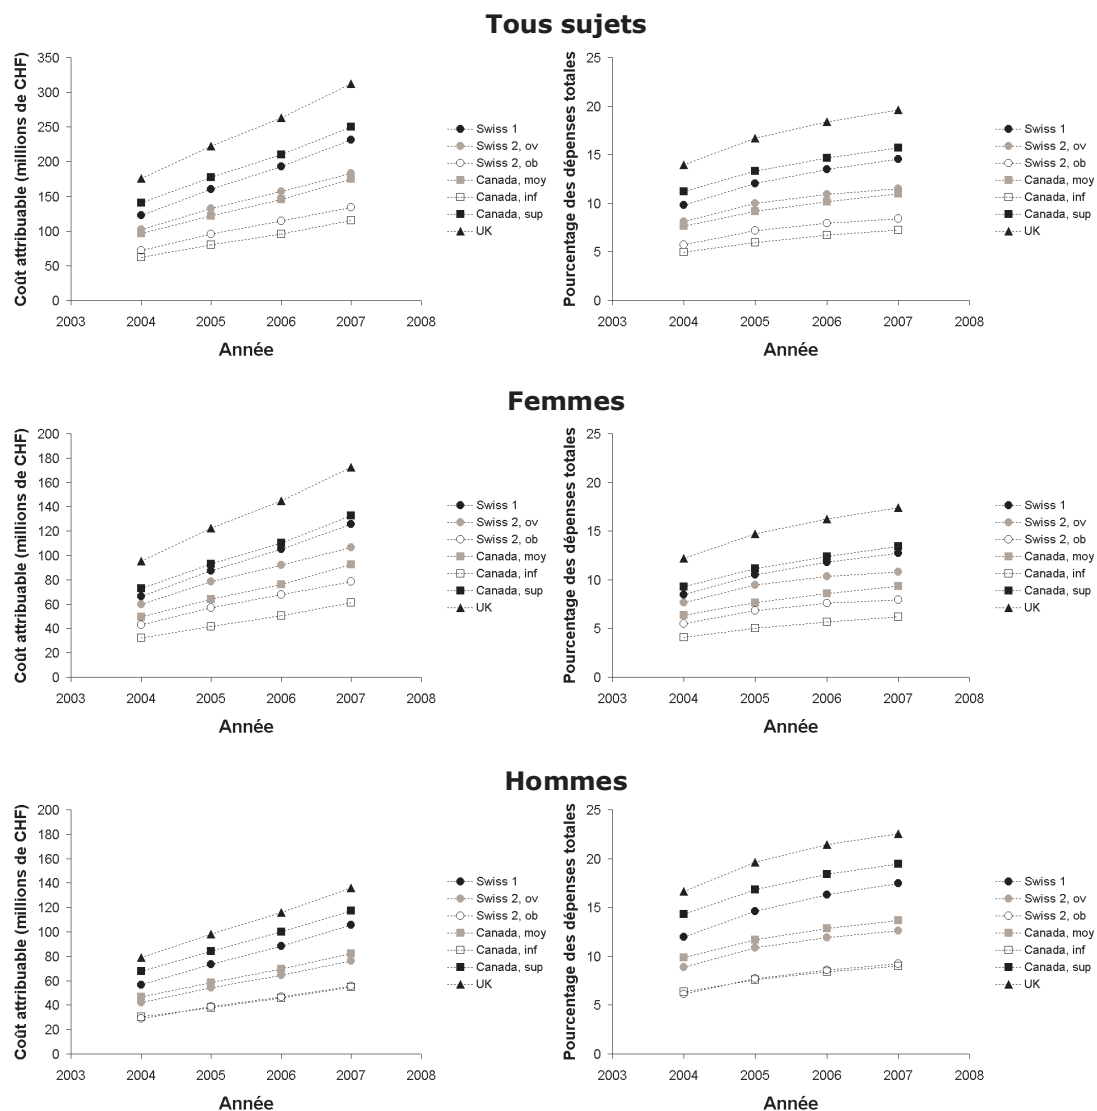 Tous sujets
Coût attribuable (millions de CHF)
350
300
250
200
150
100
50
0
2003 2004 2005 2006 2007 2008
Année
Swiss 1
Swiss 2, ov
Swiss 2, ob
Canada, moy
Canada, inf
Canada, sup
UK
Pourcentage des dépenses totales
25
20
15
10
5
0
2003 2004 2005 2006 2007 2008
Année
Swiss 1
Swiss 2, ov
Swiss 2, ob
Canada, moy
Canada, inf
Canada, sup
UK
Femmes
Coût attribuable (millions de CHF)
200
180
160
140
120
100
80
60
40
20
0
2003 2004 2005 2006 2007 2008
Année
Swiss 1
Swiss 2, ov
Swiss 2, ob
Canada, moy
Canada, inf
Canada, sup
UK
Pourcentage des dépenses totales
25
20
15
10
5
0
2003 2004 2005 2006 2007 2008
Année
Swiss 1
Swiss 2, ov
Swiss 2, ob
Canada, moy
Canada, inf
Canada, sup
UK
Hommes
Coût attribuable (millions de CHF)
200
180
160
140
120
100
80
60
40
20
0
2003 2004 2005 2006 2007 2008
Année
Swiss 1
Swiss 2, ov
Swiss 2, ob
Canada, moy
Canada, inf
Canada, sup
UK
Pourcentage des dépenses totales
25
20
15
10
5
0
2003 2004 2005 2006 2007 2008
Année
Swiss 1
Swiss 2, ov
Swiss 2, ob
Canada, moy
Canada, inf
Canada, sup
UK